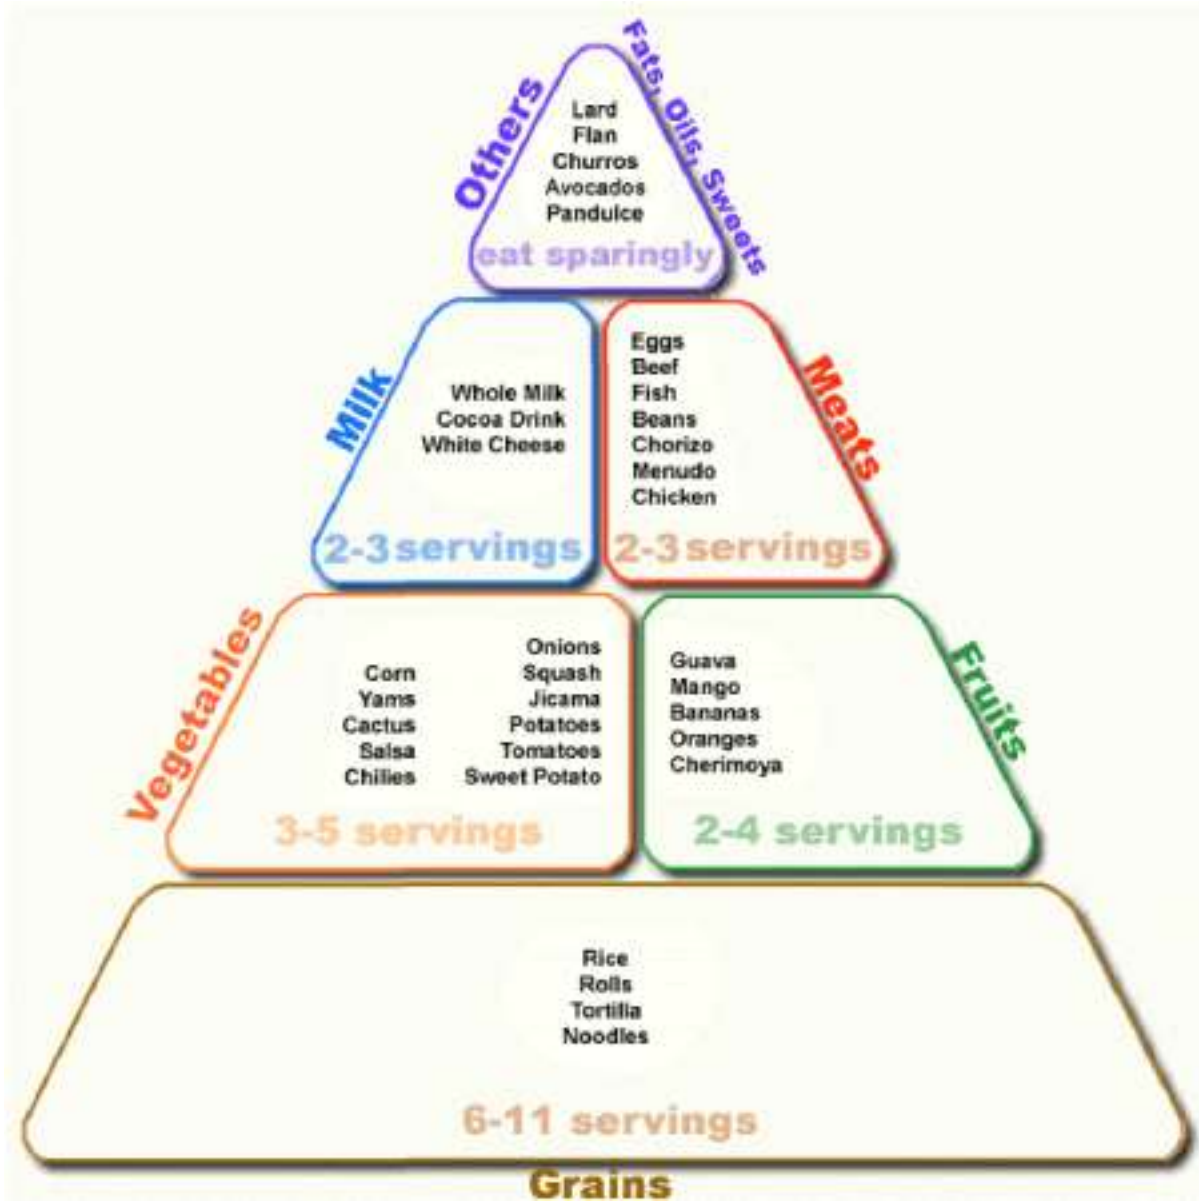 Others
Fats, Oils, Sweets
Lard
Flan
Churros
Avocados
Pandulce
eat sparingly
Milk
Whole Milk
Cocoa Drink
White Cheese
2-3 servings
Meats
Eggs
Beef
Fish
Beans
Chorizo
Menudo
Chicken
2-3 servings
Vegetables
Corn
Yams
Cactus
Salsa
Chilies
Onions
Squash
Jicama
Potatoes
Tomatoes
Sweet Potato
3-5 servings
Fruits
Guava
Mango
Bananas
Oranges
Cherimoya
2-4 servings
Rice
Rolls
Tortilla
Noodles
6-11 servings
Grains